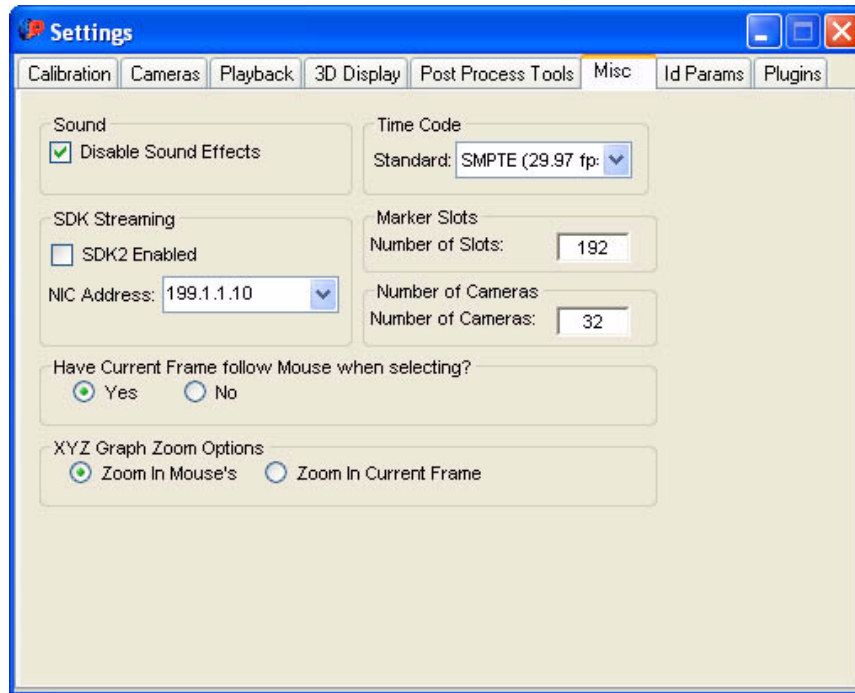 Settings
Calibration Cameras Playback 3D Display Post Process Tools Misc Id Params Plugins
Sound
Disable Sound Effects
Time Code
Standard: SMPTE (29.97 fp:
SDK Streaming
SDK2 Enabled
NIC Address: 199.1.1.10
Marker Slots
Number of Slots: 192
Number of Cameras
Number of Cameras: 32
Have Current Frame follow Mouse when selecting?
Yes No
XYZ Graph Zoom Options
Zoom In Mouse's Zoom In Current Frame